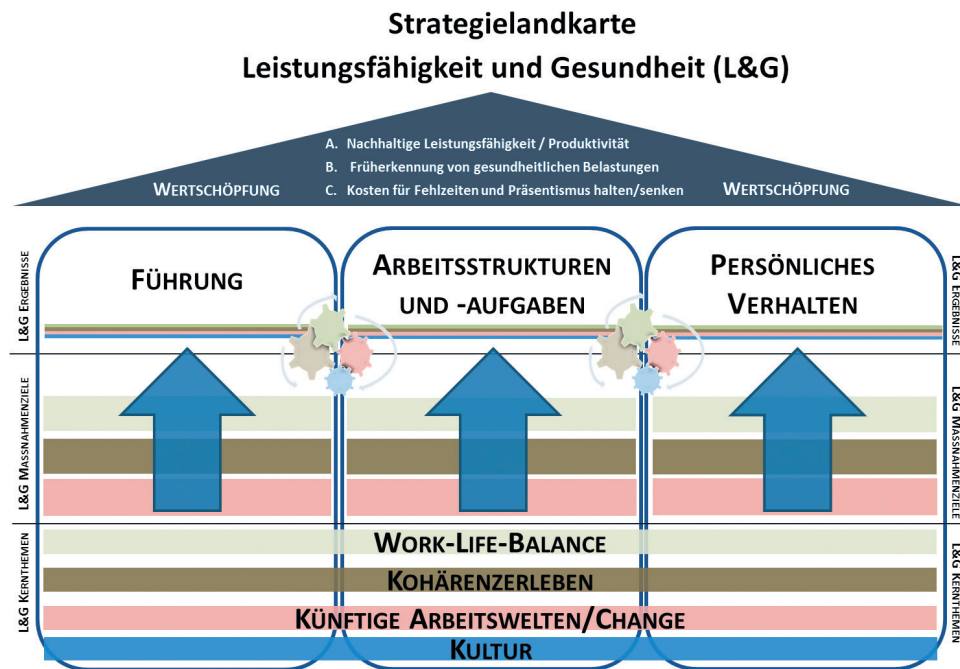 Strategielandkarte
Leistungsfähigkeit und Gesundheit (L&G)
A. Nachhaltige Leistungsfähigkeit / Produktivität
B. Früherkennung von gesundheitlichen Belastungen
WERTSCHÖPFUNG
C. Kosten für Fehlzeiten und Präsentismus halten/senken
WERTSCHÖPFUNG
L&G ERGEBNISSE
FÜHRUNG
ARBEITSSTRUKTUREN
UND -AUFGABEN
PERSÖNLICHES
VERHALTEN
L&G ERGEBNISSE
L&G MASSNAHMENZIELE
L&G MASSNAHMENZIELE
L&G KERNTHEMEN
WORK-LIFE-BALANCE
KOHÄRENZERLEBEN
KÜNFTIGE ARBEITSWELTEN/CHANGE
KULTUR
L&G KERNTHEMEN